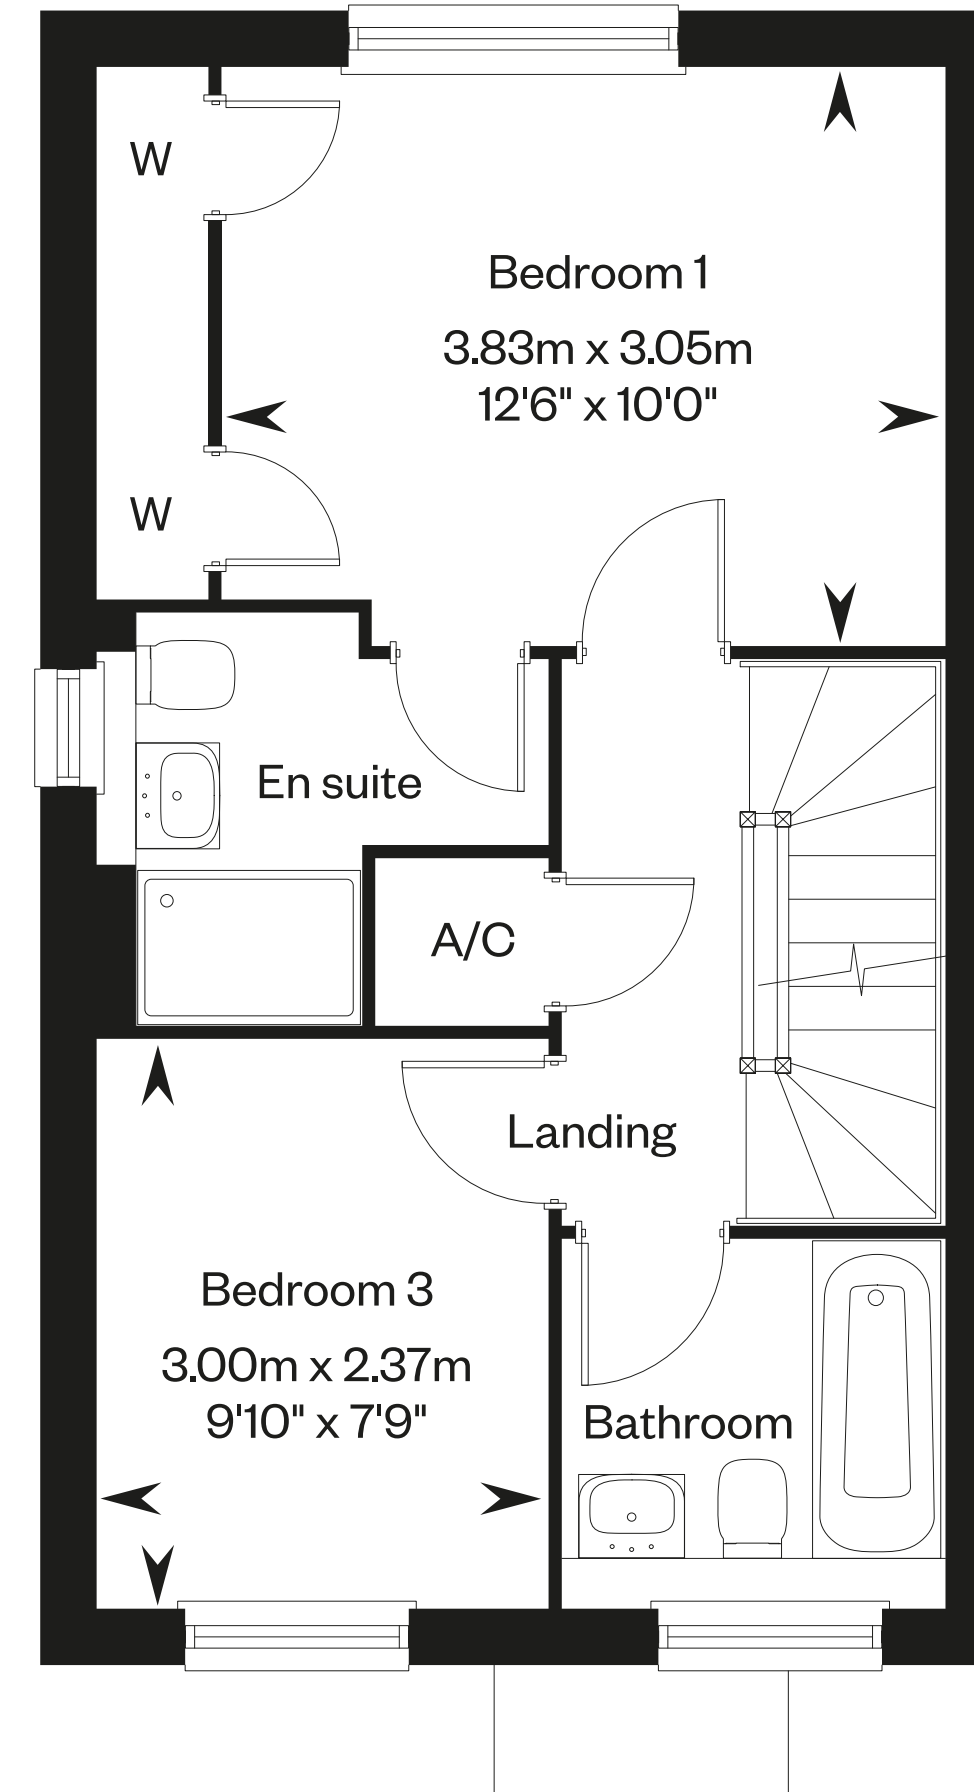 W
Bedroom 1
3.83m x 3.05m
12'6" x 10'0"
W
En suite
A/C
Landing
Bedroom 3
3.00m x 2.37m
9'10" x 7'9"
Bathroom